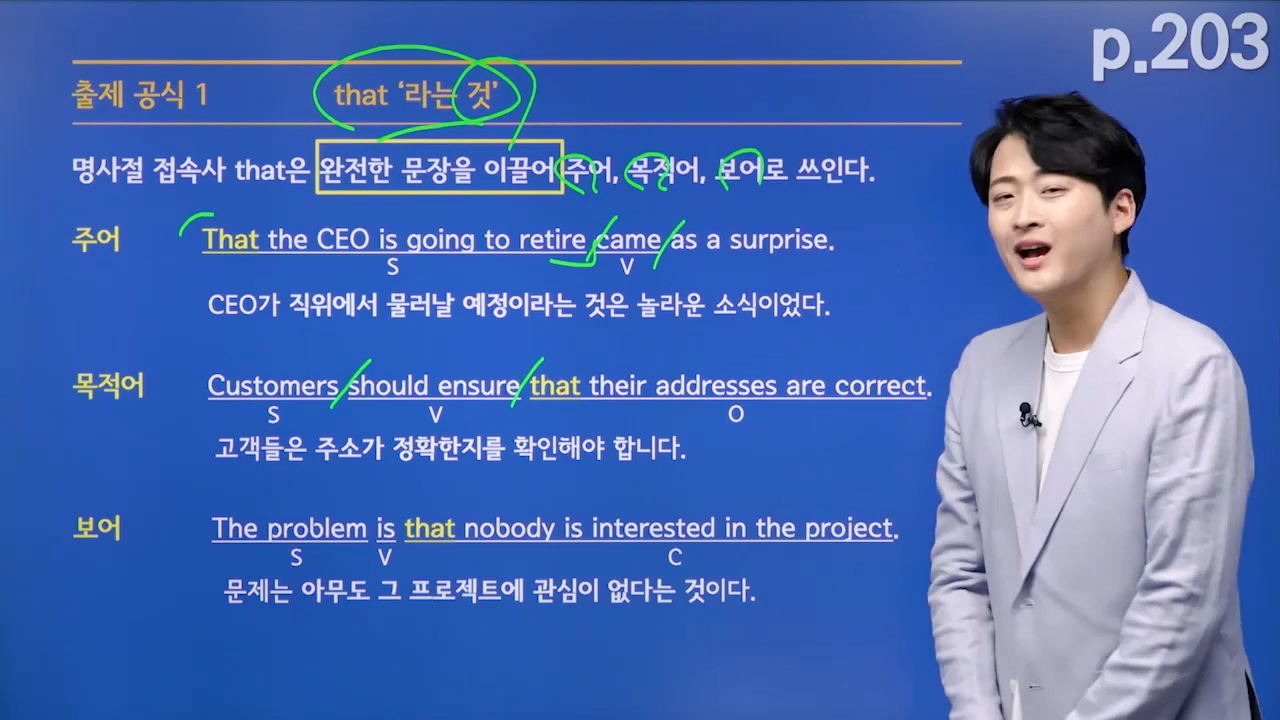 p.203
출제 공식 1 that ‘라는 것’
명사절 접속사 that은 완전한 문장을 이끌어 주어, 목적어, 보어로 쓰인다.
주어 That the CEO is going to retire came as a surprise.
S V
CEO가 직위에서 물러날 예정이라는 것은 놀라운 소식이었다.
목적어 Customers should ensure that their addresses are correct.
S V O
고객들은 주소가 정확한지를 확인해야 합니다.
보어 The problem is that nobody is interested in the project.
S V C
문제는 아무도 그 프로젝트에 관심이 없다는 것이다.